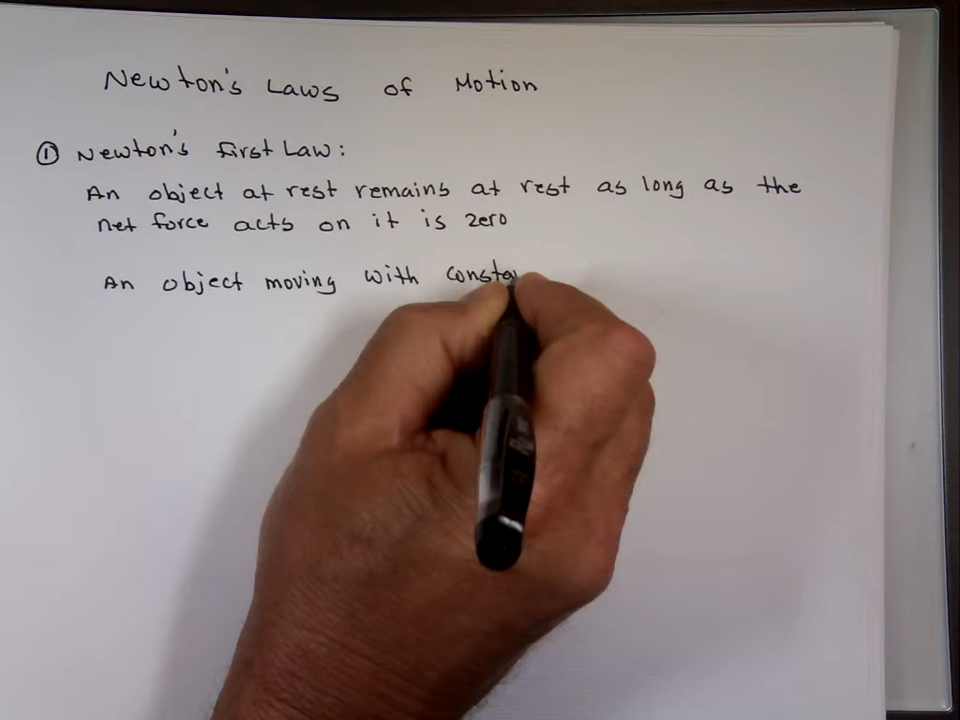 Newton's Laws of Motion
① Newton's First Law:
An object at rest remains at rest as long as the
net force acts on it is zero
An object moving with consta